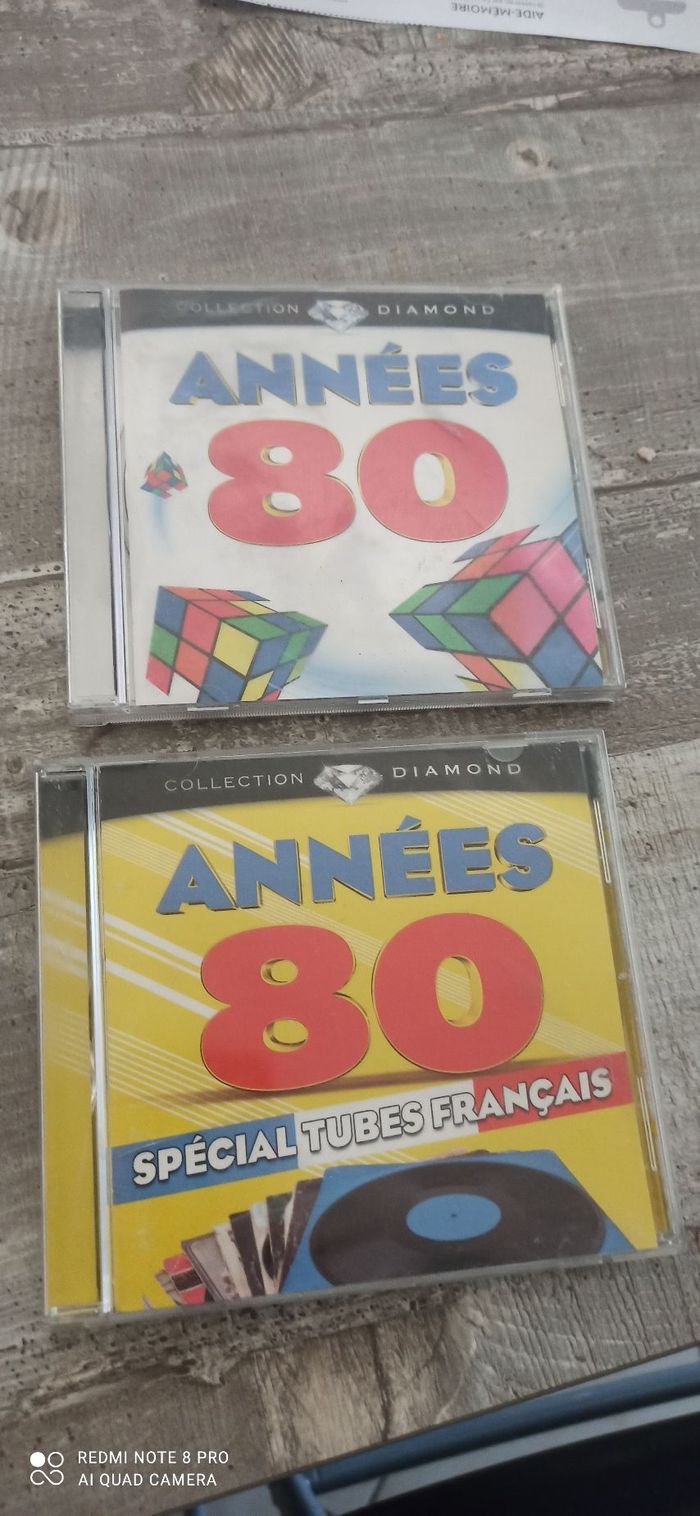 AIDE-MÉMOIRE
COLLECTION DIAMOND
ANNÉES
80
COLLECTION DIAMOND
ANNÉES
80
SPÉCIAL TUBES FRANÇAIS
REDMI NOTE 8 PRO
AI QUAD CAMERA